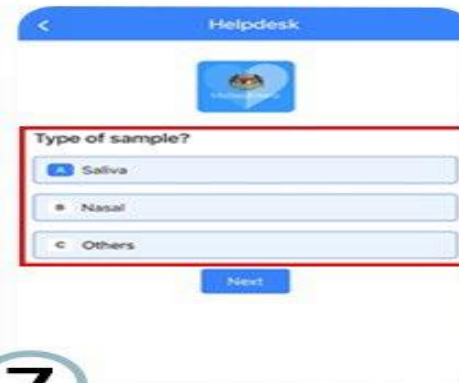 Helpdesk
Type of sample?
A Saliva
B Nasal
C Others
Next
7